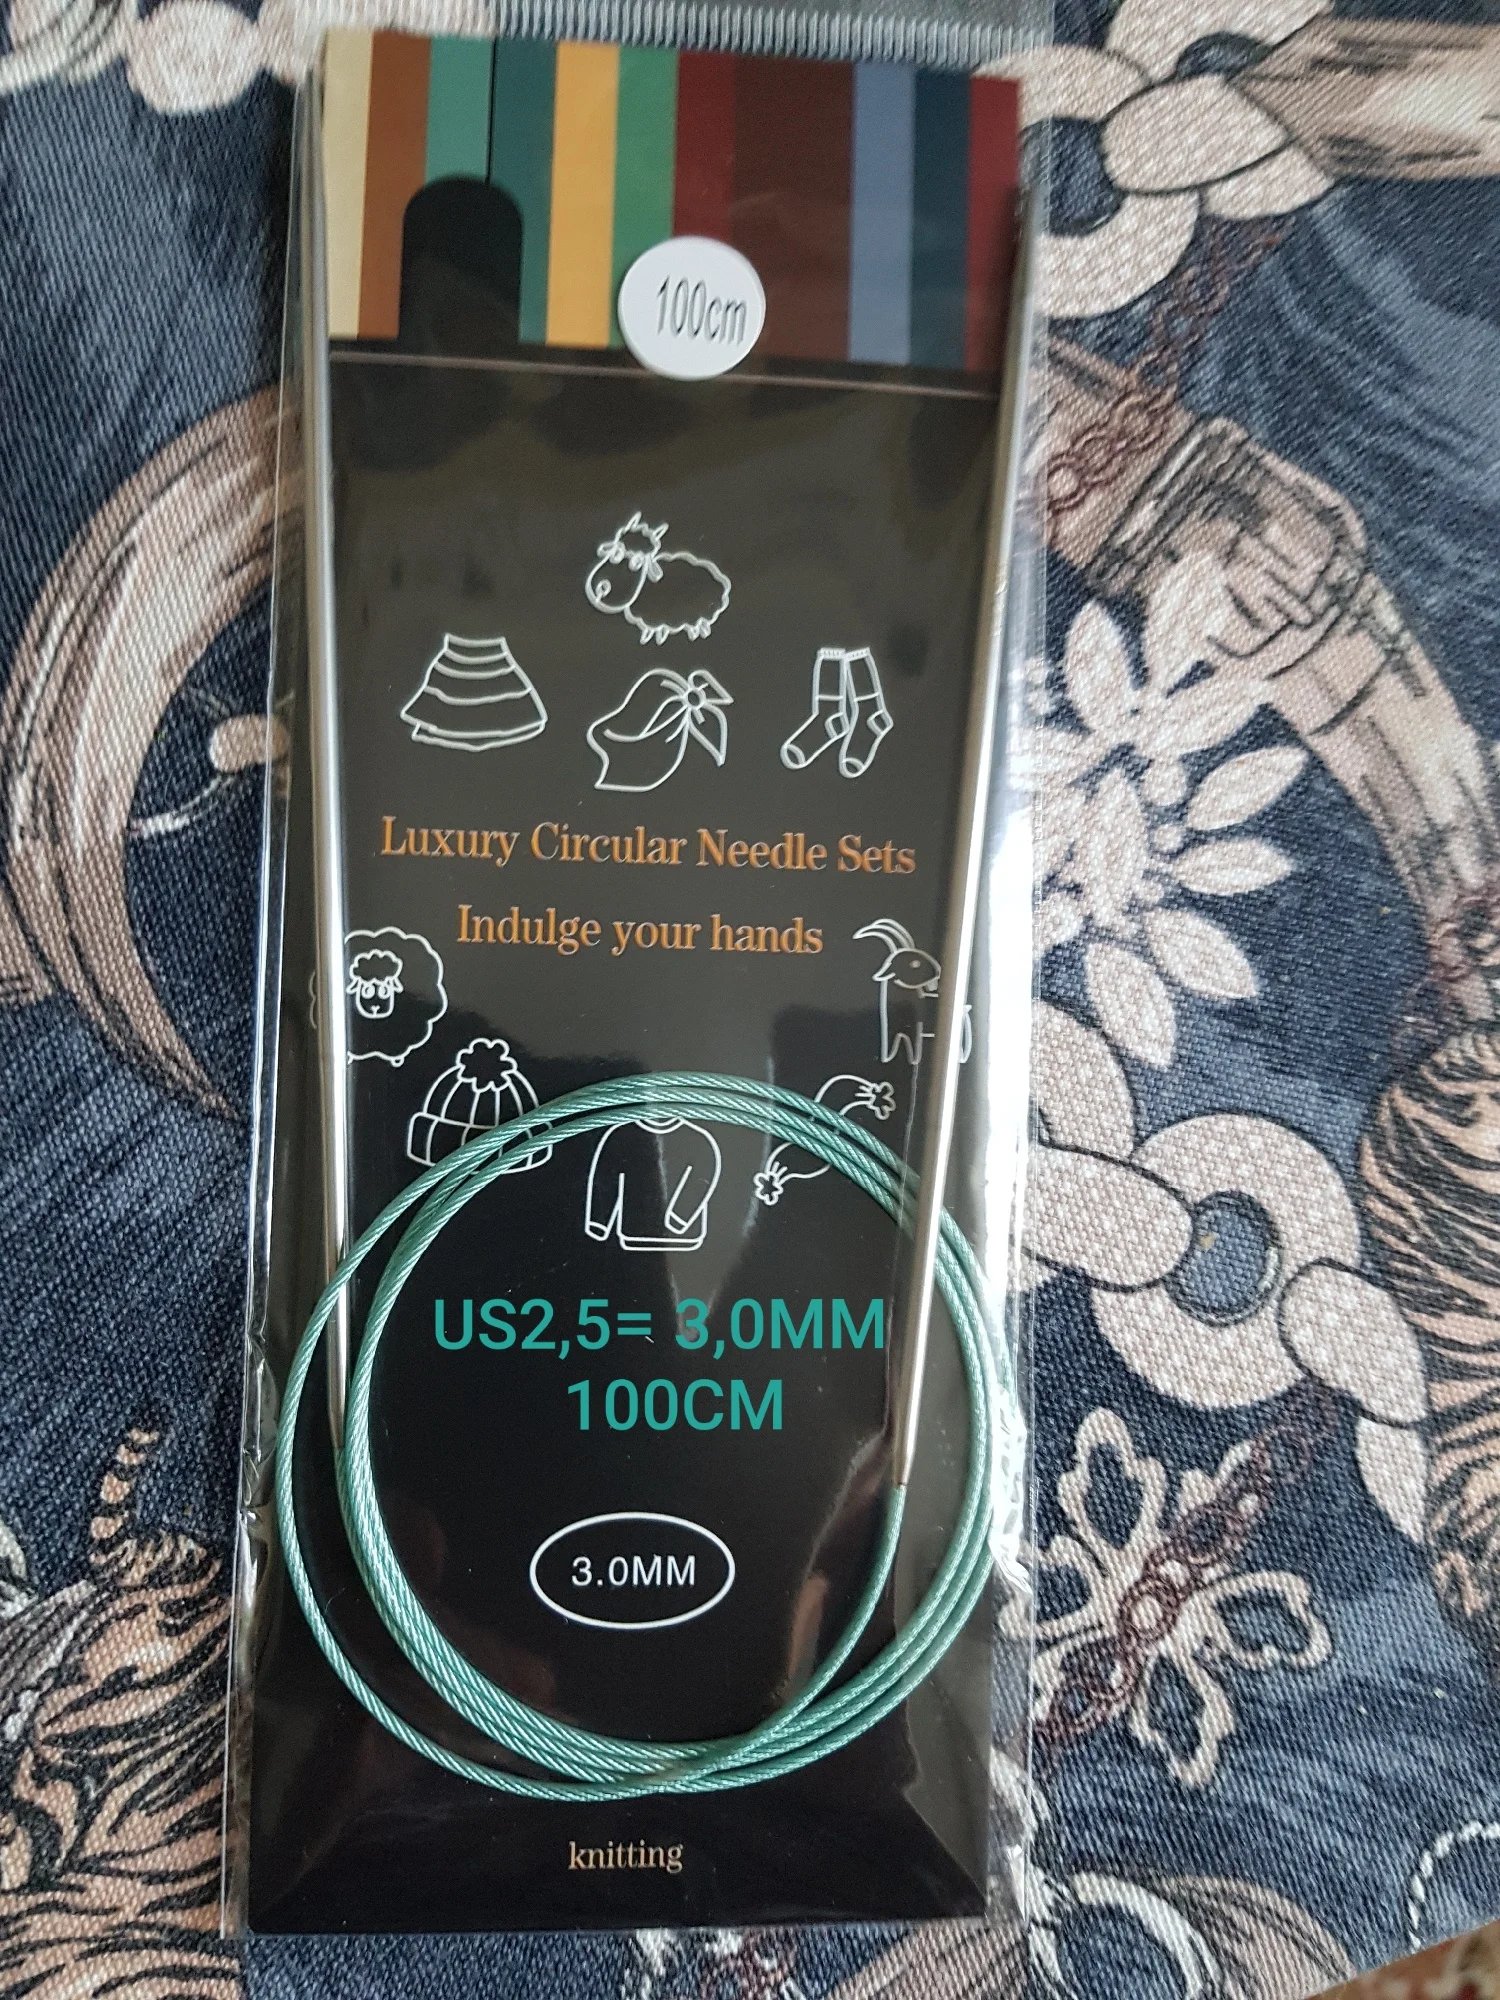 100cm
Luxury Circular Needle Sets
Indulge your hands
US2,5= 3,0MM
100CM
3.0MM
knitting